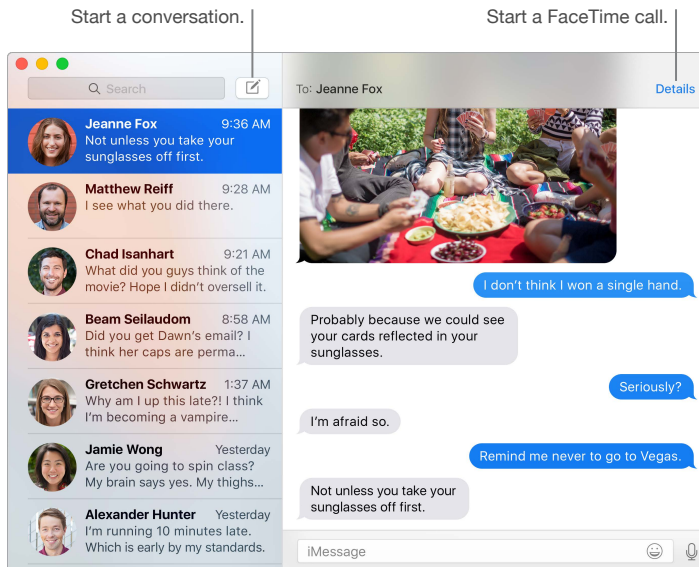 Start a conversation.
Start a FaceTime call.
Search
To: Jeanne Fox
Details
Jeanne Fox 9:36 AM
Not unless you take your
sunglasses off first.
Matthew Reiff 9:28 AM
I see what you did there.
Chad Isanhart 9:21 AM
What did you guys think of the
movie? Hope I didn't oversell it.
Beam Seilaudom 8:58 AM
Did you get Dawn's email? I
think her caps are perma...
Gretchen Schwartz 1:37 AM
Why am I up this late?! I think
I'm becoming a vampire...
Jamie Wong Yesterday
Are you going to spin class?
My brain says yes. My thighs...
Alexander Hunter Yesterday
I'm running 10 minutes late.
Which is early by my standards.
I don't think I won a single hand.
Probably because we could see
your cards reflected in your
sunglasses.
Seriously?
I'm afraid so.
Remind me never to go to Vegas.
Not unless you take your
sunglasses off first.
iMessage